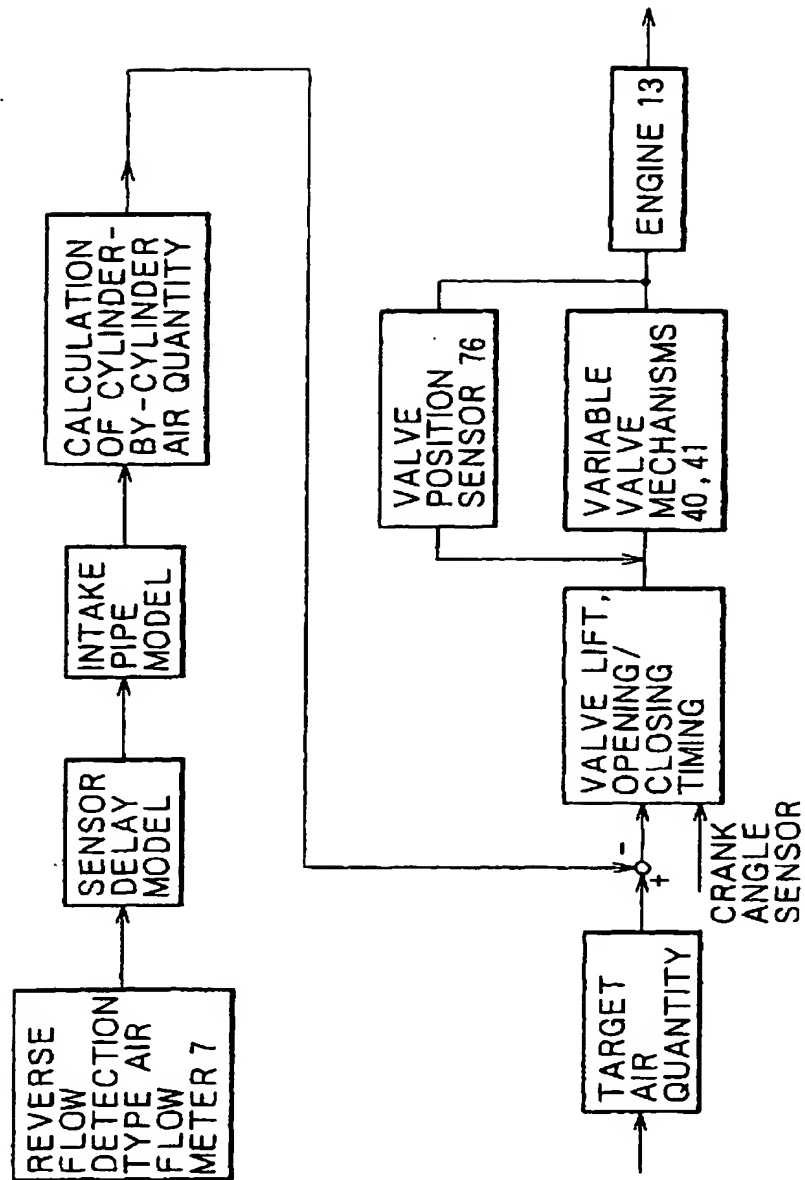 REVERSE
FLOW
DETECTION
TYPE AIR
FLOW
METER 7
SENSOR
DELAY
MODEL
INTAKE
PIPE
MODEL
CALCULATION
OF CYLINDER-
BY-CYLINDER
AIR QUANTITY
TARGET
AIR
QUANTITY
+
-
CRANK
ANGLE
SENSOR
VALVE LIFT,
OPENING/
CLOSING
TIMING
VALVE
POSITION
SENSOR 76
VARIABLE
VALVE
MECHANISMS
40,41
ENGINE 13